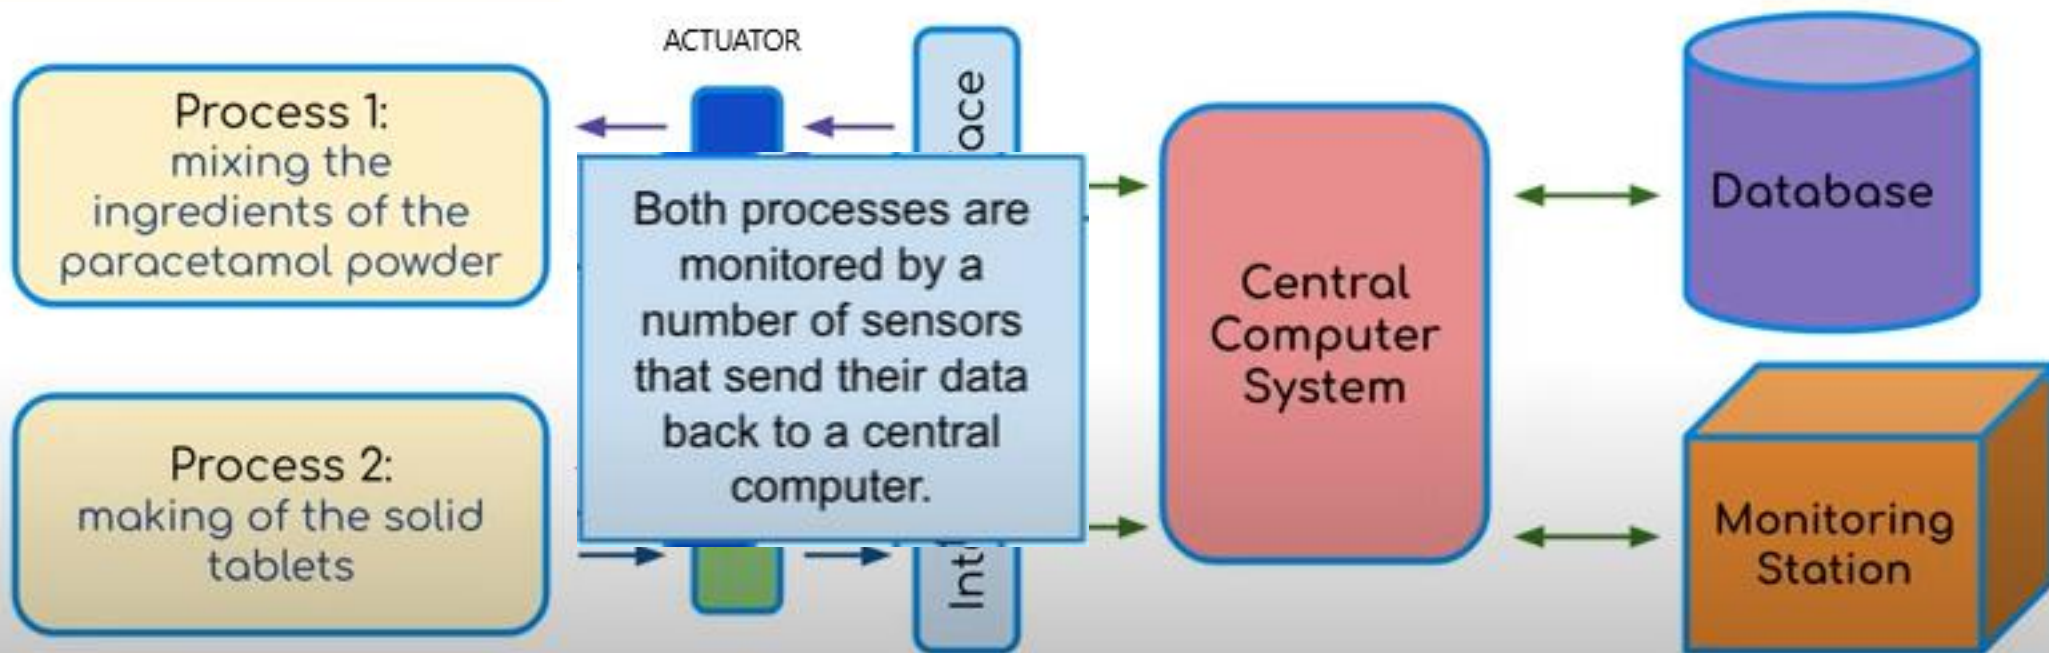 ACTUATOR
Process 1:
mixing the
ingredients of the
paracetamol powder
Process 2:
making of the solid
tablets
Both processes are
monitored by a
number of sensors
that send their data
back to a central
computer.
Central
Computer
System
Database
Monitoring
Station